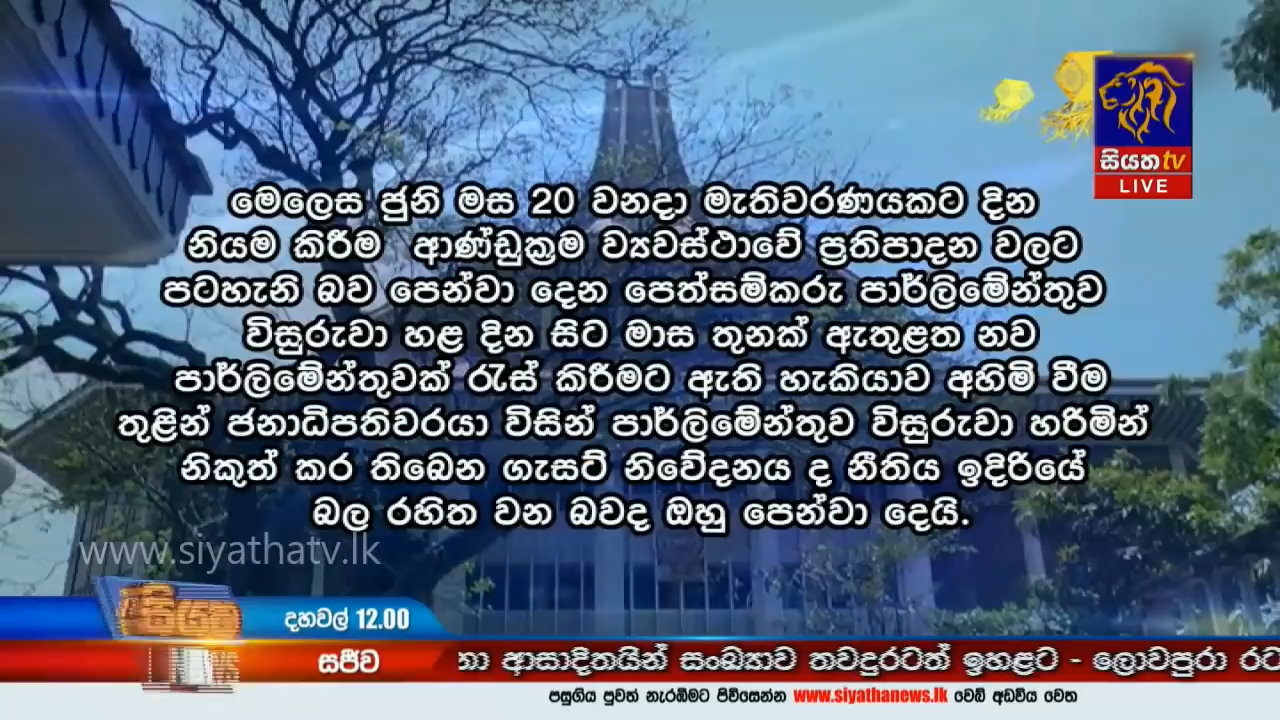 සියත tv
LIVE
මෙලෙස ජුනි මස 20 වනදා මැතිවරණයකට දින
නියම කිරීම ආණ්ඩුක්‍රම ව්‍යවස්ථාවේ ප්‍රතිපාදන වලට
පටහැනි බව පෙන්වා දෙන පෙත්සම්කරු පාර්ලිමේන්තුව
විසුරුවා හළ දින සිට මාස තුනක් ඇතුළත නව
පාර්ලිමේන්තුවක් රැස් කිරීමට ඇති හැකියාව අහිමි වීම
තුළින් ජනාධිපතිවරයා විසින් පාර්ලිමේන්තුව විසුරුවා හරිමින්
නිකුත් කර තිබෙන ගැසට් නිවේදනය ද නීතිය ඉදිරියේ
බල රහිත වන බවද ඔහු පෙන්වා දෙයි.
www.siyathatv.lk
සියත දහවල් 12.00
සජීව ආසාදිතයින් සංඛ්‍යාව තවදුරටත් ඉහළට - ලොවපුරා
පසුගිය පුවත් නැරඹීමට පිවිසෙන්න www.siyathanews.lk වෙබ් අඩවිය වෙත